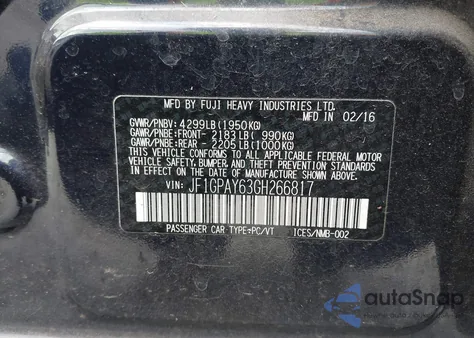 MFD BY FUJI HEAVY INDUSTRIES LTD.
MFD IN 02/16
GVWR/PNBV: 4299LB(1950KG)
GAWR/PNBE:FRONT- 2183LB( 990KG)
GAWR/PNBE:REAR - 2205LB(1000KG)
THIS VEHICLE CONFORMS TO ALL APPLICABLE FEDERAL MOTOR VEHICLE
SAFETY, BUMPER, AND THEFT PREVENTION STANDARDS IN
EFFECT ON THE DATE OF MANUFACTURE SHOWN ABOVE.
VIN: JF1GPAY63GH266817
PASSENGER CAR TYPE=PC/VT ICES/NMB-002
autoSnap